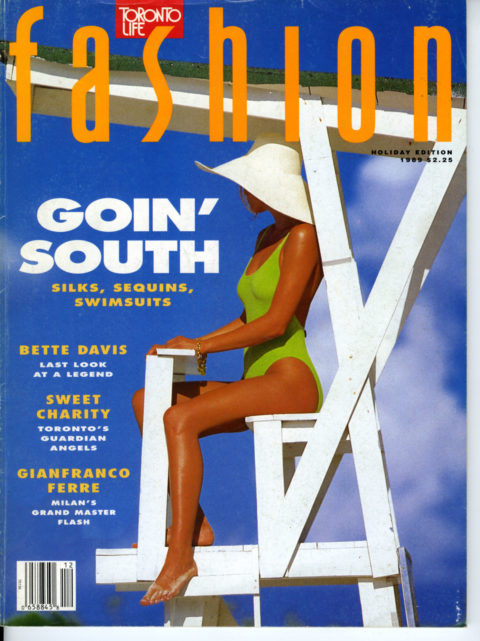 TORONTO
LIFE
fashion
HOLIDAY EDITION
1989 $2.25
GOIN'
SOUTH
SILKS, SEQUINS,
SWIMSUITS
BETTE DAVIS
LAST LOOK
AT A LEGEND
SWEET
CHARITY
TORONTO'S
GUARDIAN
ANGELS
GIANFRANCO
FERRE
MILAN'S
GRAND MASTER
FLASH
12